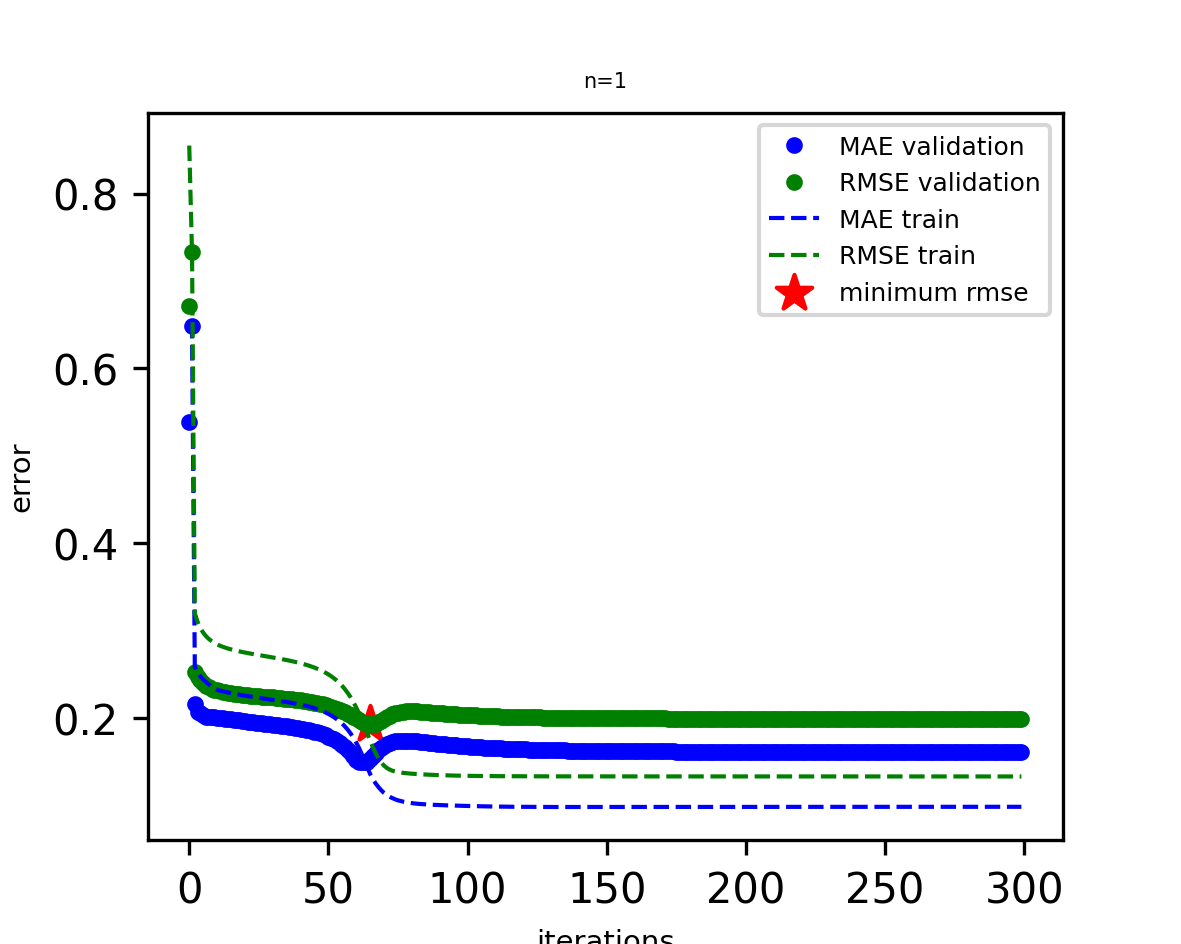 n=1
MAE validation
RMSE validation
MAE train
RMSE train
minimum rmse
error
0.8
0.6
0.4
0.2
0 50 100 150 200 250 300
iterations